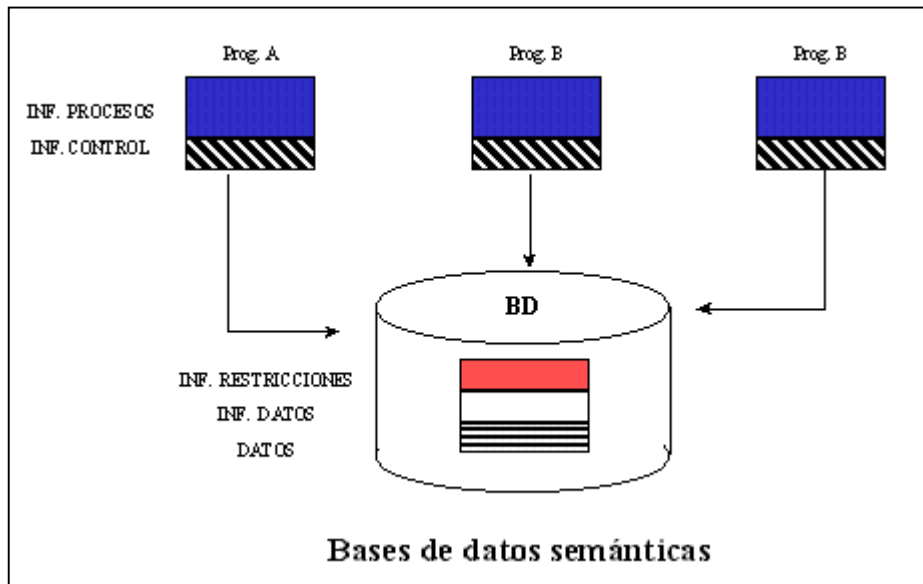 Prog. A
Prog. B
Prog. B
INF. PROCESOS
INF. CONTROL
BD
INF. RESTRICCIONES
INF. DATOS
DATOS
Bases de datos semánticas